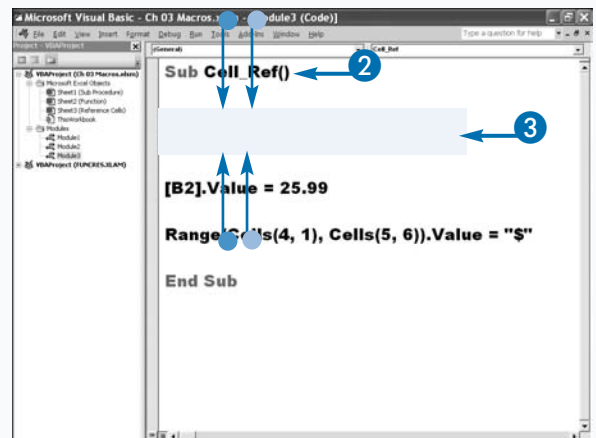 Microsoft Visual Basic - Ch 03 Macros. Module3 (Code)]
File Edit View Insert Format Debug Run Tools Add-Ins Window Help
Type a question for help
Project - VBAProject
(General)
Cell_Ref
VBAProject (Ch 03 Macros.xlsm)
Microsoft Excel Objects
Sheet1 (Sub Procedure)
Sheet2 (Function)
Sheet3 (Reference Cells)
ThisWorkbook
Modules
Module1
Module2
Module3
VBAProject (FUNCRES.XLAM)
Sub Cell_Ref()
2
3
[B2].Value = 25.99
Range(Cells(4, 1), Cells(5, 6)).Value = "$"
End Sub